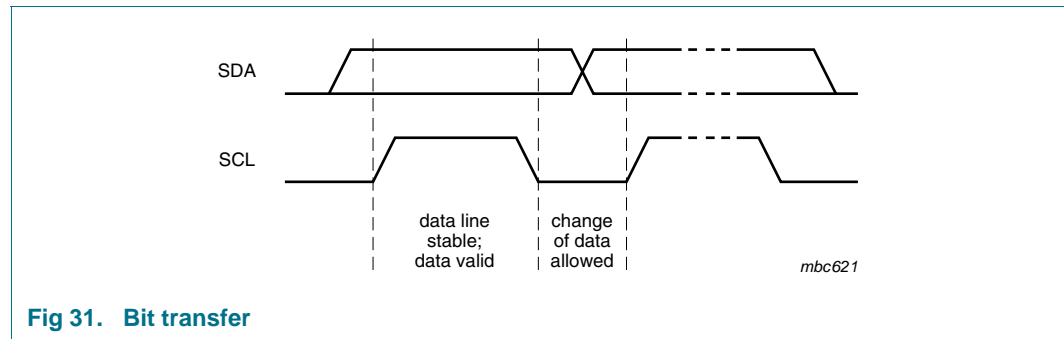 SDA
SCL
data line
stable;
data valid
change
of data
allowed
mbc621
Fig 31. Bit transfer